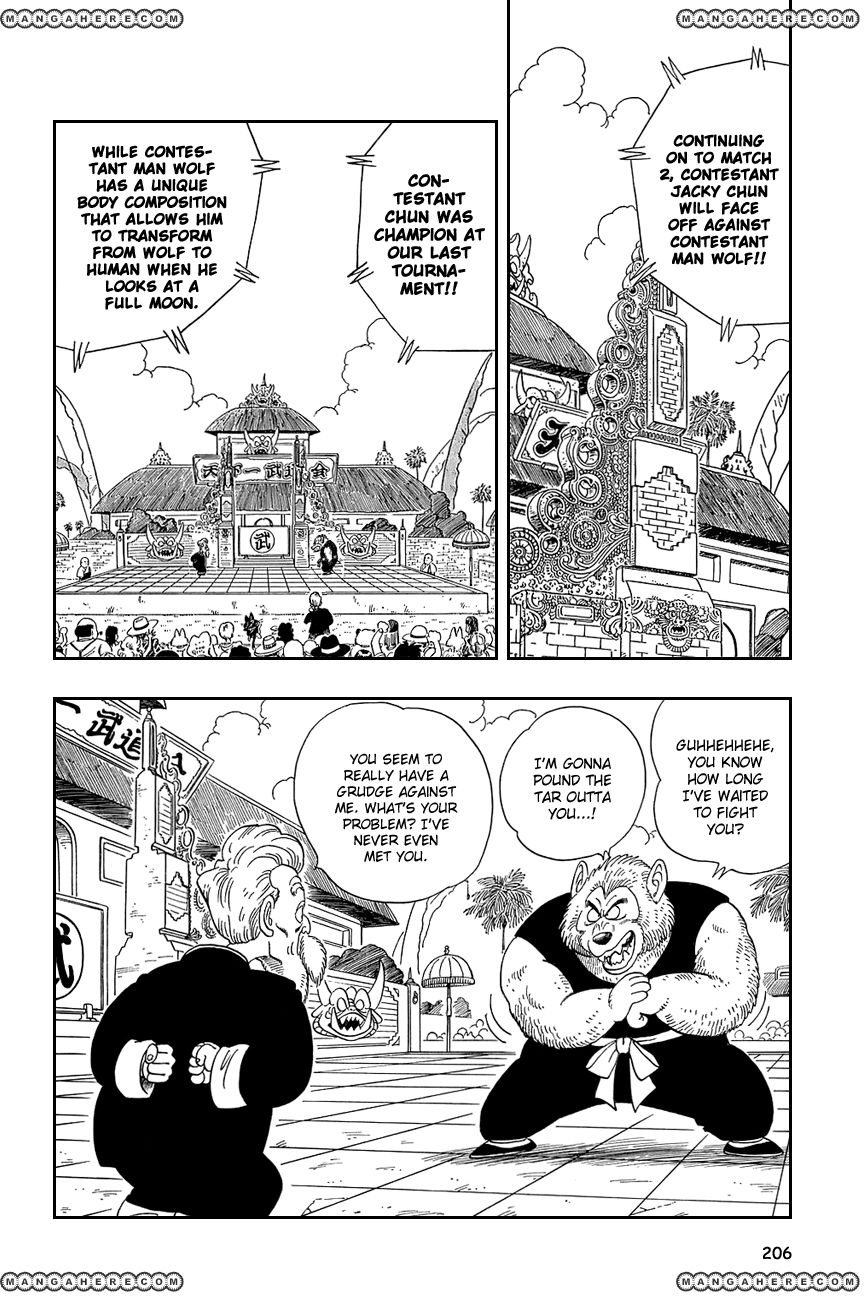 MANGAHERE.COM
MANGAHERE.COM
CONTINUING
ON TO MATCH
2, CONTESTANT
JACKY CHUN
WILL FACE
OFF AGAINST
CONTESTANT
MAN WOLF!!
CON-
TESTANT
CHUN WAS
CHAMPION AT
OUR LAST
TOURNA-
MENT!!
WHILE CONTES-
TANT MAN WOLF
HAS A UNIQUE
BODY COMPOSITION
THAT ALLOWS HIM
TO TRANSFORM
FROM WOLF TO
HUMAN WHEN HE
LOOKS AT A
FULL MOON.
天下一武道会
武
GUHHEHHEHE,
YOU KNOW
HOW LONG
I'VE WAITED
TO FIGHT
YOU?
I'M GONNA
POUND THE
TAR OUTTA
YOU...!
YOU SEEM TO
REALLY HAVE A
GRUDGE AGAINST
ME. WHAT'S YOUR
PROBLEM? I'VE
NEVER EVEN
MET YOU.
一武道
武
206
MANGAHERE.COM
MANGAHERE.COM